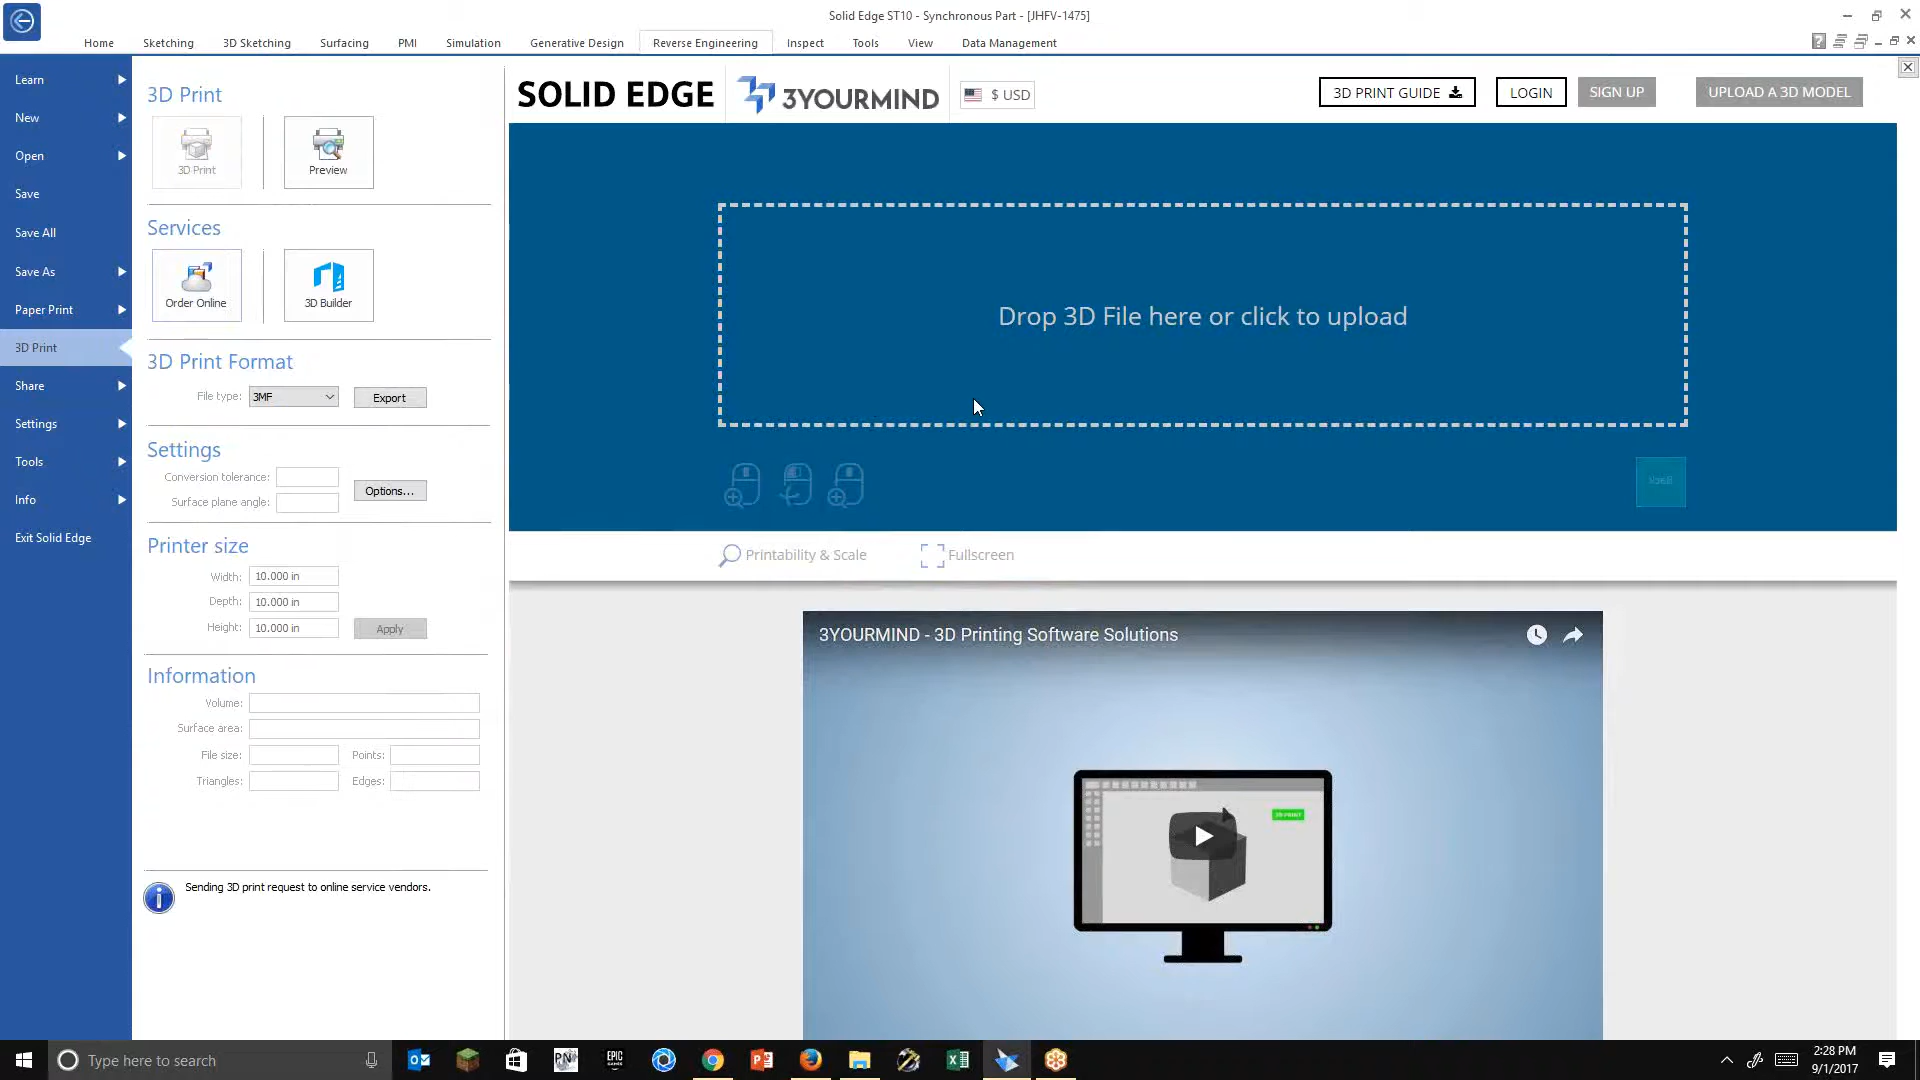 Solid Edge ST10 - Synchronous Part - [JHFV-1475]
Home Sketching 3D Sketching Surfacing PMI Simulation Generative Design Reverse Engineering Inspect Tools View Data Management
Learn
New
Open
Save
Save All
Save As
Paper Print
3D Print
Share
Settings
Tools
Info
Exit Solid Edge
3D Print
3D Print
Preview
Services
Order Online
3D Builder
3D Print Format
File type: 3MF Export
Settings
Conversion tolerance:
Surface plane angle:
Options...
Printer size
Width: 10.000 in
Depth: 10.000 in
Height: 10.000 in
Apply
Information
Volume:
Surface area:
File size: Points:
Triangles: Edges:
Sending 3D print request to online service vendors.
SOLID EDGE 3YOURMIND $ USD 3D PRINT GUIDE LOGIN SIGN UP UPLOAD A 3D MODEL
Drop 3D File here or click to upload
Printability & Scale Fullscreen
3YOURMIND - 3D Printing Software Solutions
3D PRINT
Type here to search
PN
EPIC
GAMES
2:28 PM
9/1/2017